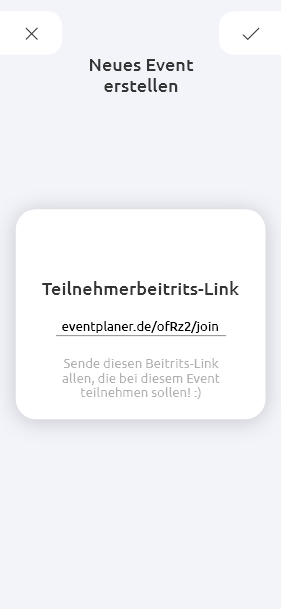 Neues Event
erstellen
Teilnehmerbeitrits-Link
eventplaner.de/ofRz2/join
Sende diesen Beitrits-Link
allen, die bei diesem Event
teilnehmen sollen! :)